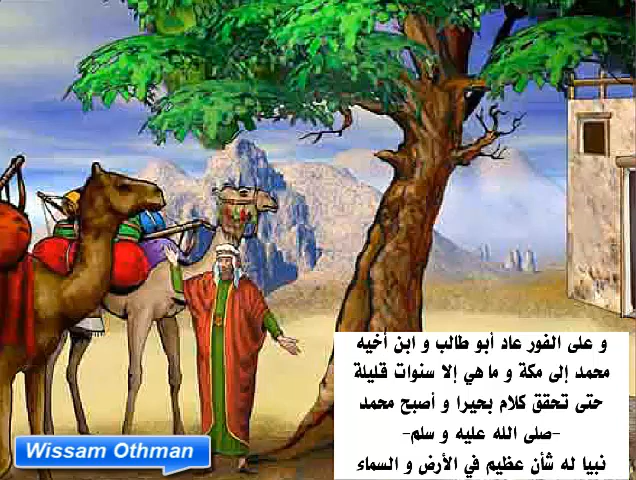 و على الفور عاد أبو طالب و ابن أخيه
محمد إلى مكة و ما هي إلا سنوات قليلة
حتى تحقق كلام بحيرا و أصبح محمد
-صلى الله عليه و سلم-
نبيا له شأن عظيم في الأرض و السماء
Wissam Othman